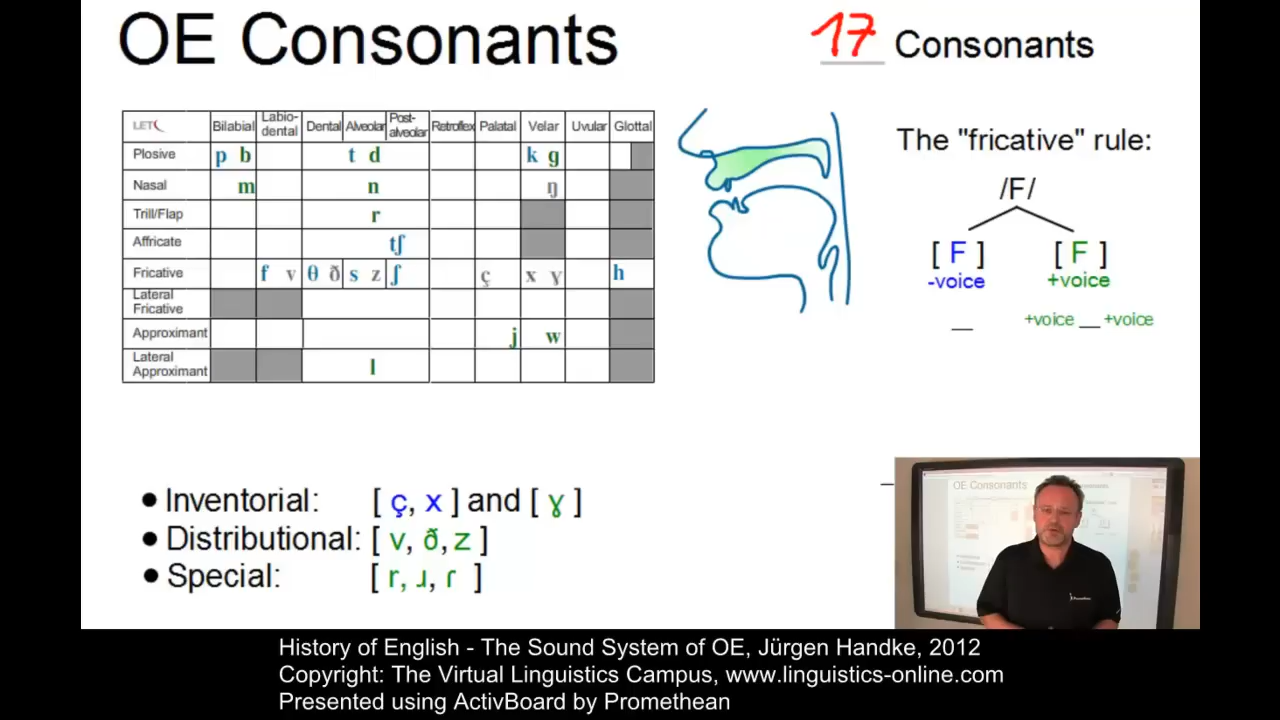 OE Consonants
17 Consonants
LET
Bilabial Labio-dental Dental Alveolar Post-alveolar Retroflex Palatal Velar Uvular Glottal
Plosive p b t d k g
Nasal m n ŋ
Trill/Flap r
Affricate tʃ
Fricative f v θ ð s z ʃ ç x ɣ h
Lateral Fricative
Approximant j w
Lateral Approximant l
The "fricative" rule:
/F/
[ F ] [ F ]
-voice +voice
__ +voice __ +voice
• Inventorial: [ ç, x ] and [ ɣ ]
• Distributional: [ v, ð, z ]
• Special: [ r, ɹ, ɾ ]
OE Consonants
History of English - The Sound System of OE, Jürgen Handke, 2012
Copyright: The Virtual Linguistics Campus, www.linguistics-online.com
Presented using ActivBoard by Promethean